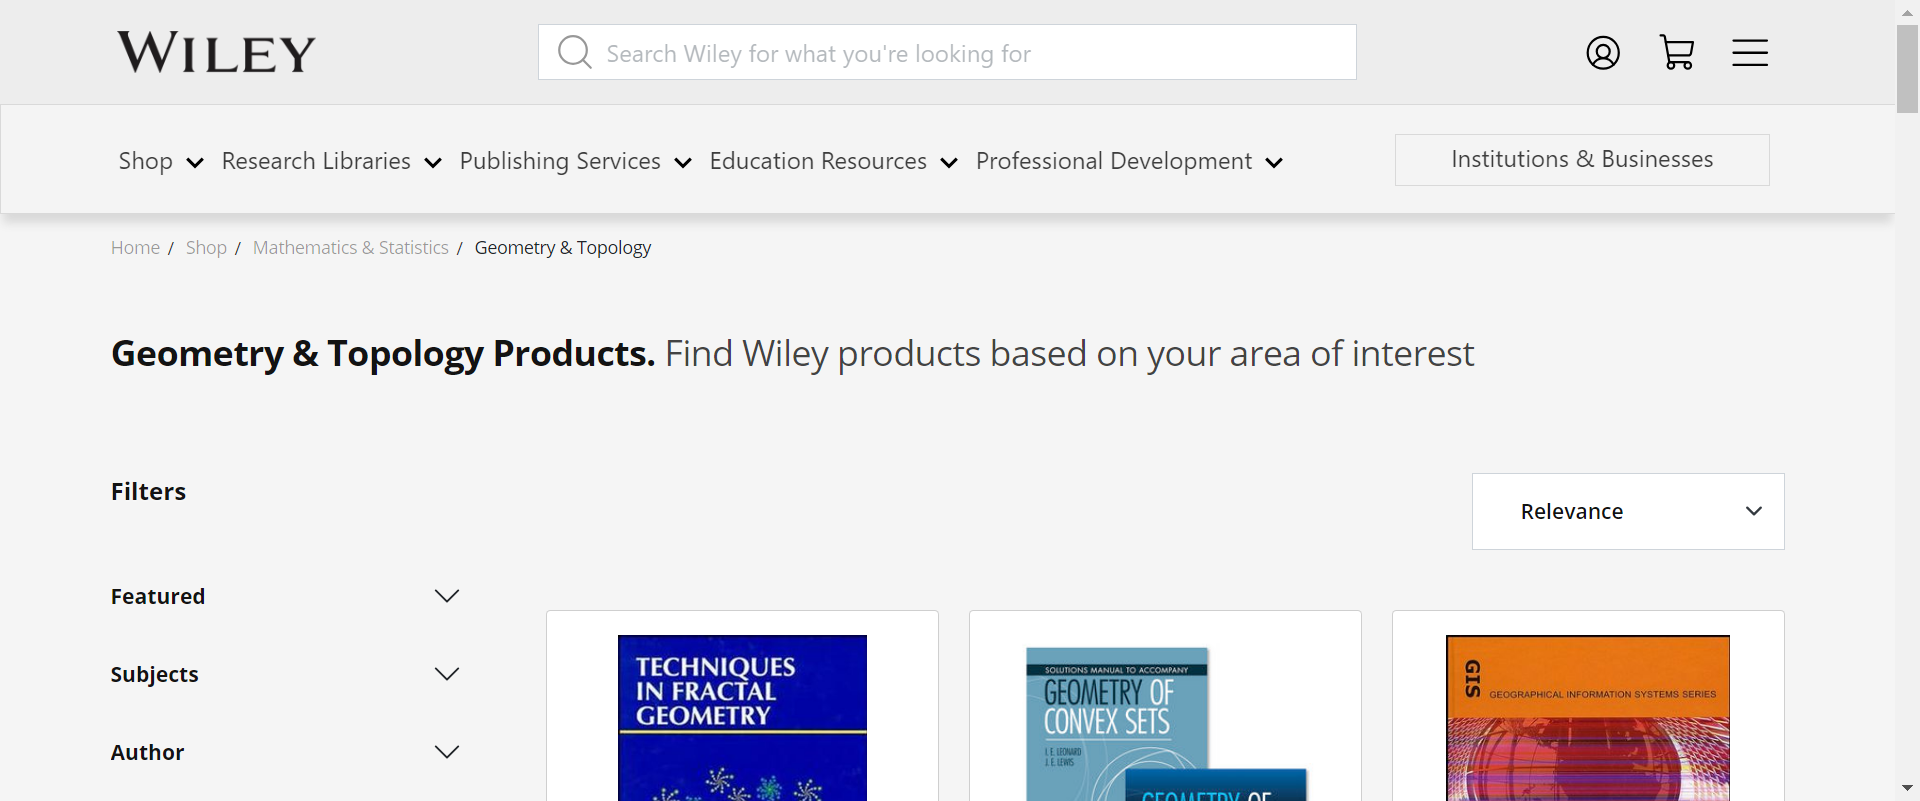 WILEY
Search Wiley for what you're looking for
Shop Research Libraries Publishing Services Education Resources Professional Development Institutions & Businesses
Home / Shop / Mathematics & Statistics / Geometry & Topology
Geometry & Topology Products. Find Wiley products based on your area of interest
Filters
Relevance
Featured
Subjects
Author
TECHNIQUES
IN FRACTAL
GEOMETRY
SOLUTIONS MANUAL TO ACCOMPANY
GEOMETRY OF
CONVEX SETS
I. E. LEONARD
J. E. LEWIS
GEOMETRY OF
GIS
GEOGRAPHICAL INFORMATION SYSTEMS SERIES